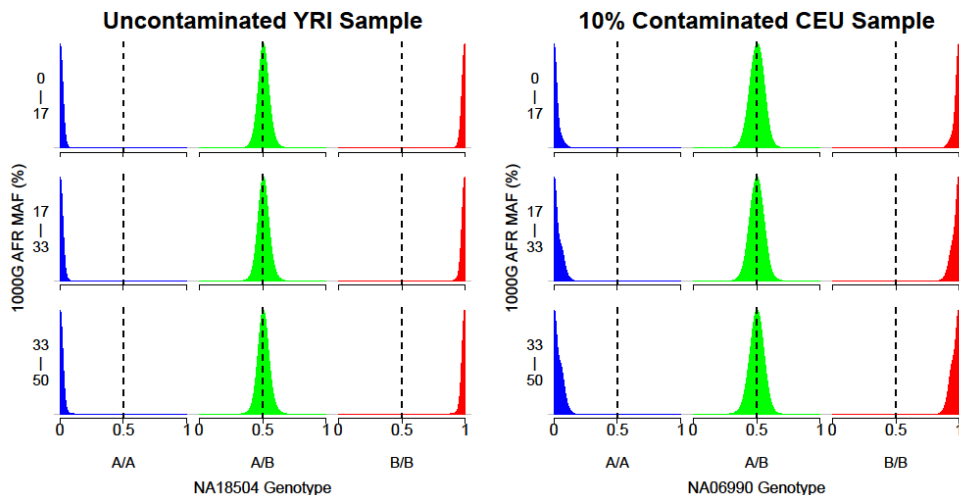 Uncontaminated YRI Sample
10% Contaminated CEU Sample
1000G AFR MAF (%)
0
—
17
17
—
33
33
—
50
0 0.5 1 0 0.5 1 0 0.5 1
A/A A/B B/B
NA18504 Genotype
1000G AFR MAF (%)
0
—
17
17
—
33
33
—
50
0 0.5 1 0 0.5 1 0 0.5 1
A/A A/B B/B
NA06990 Genotype